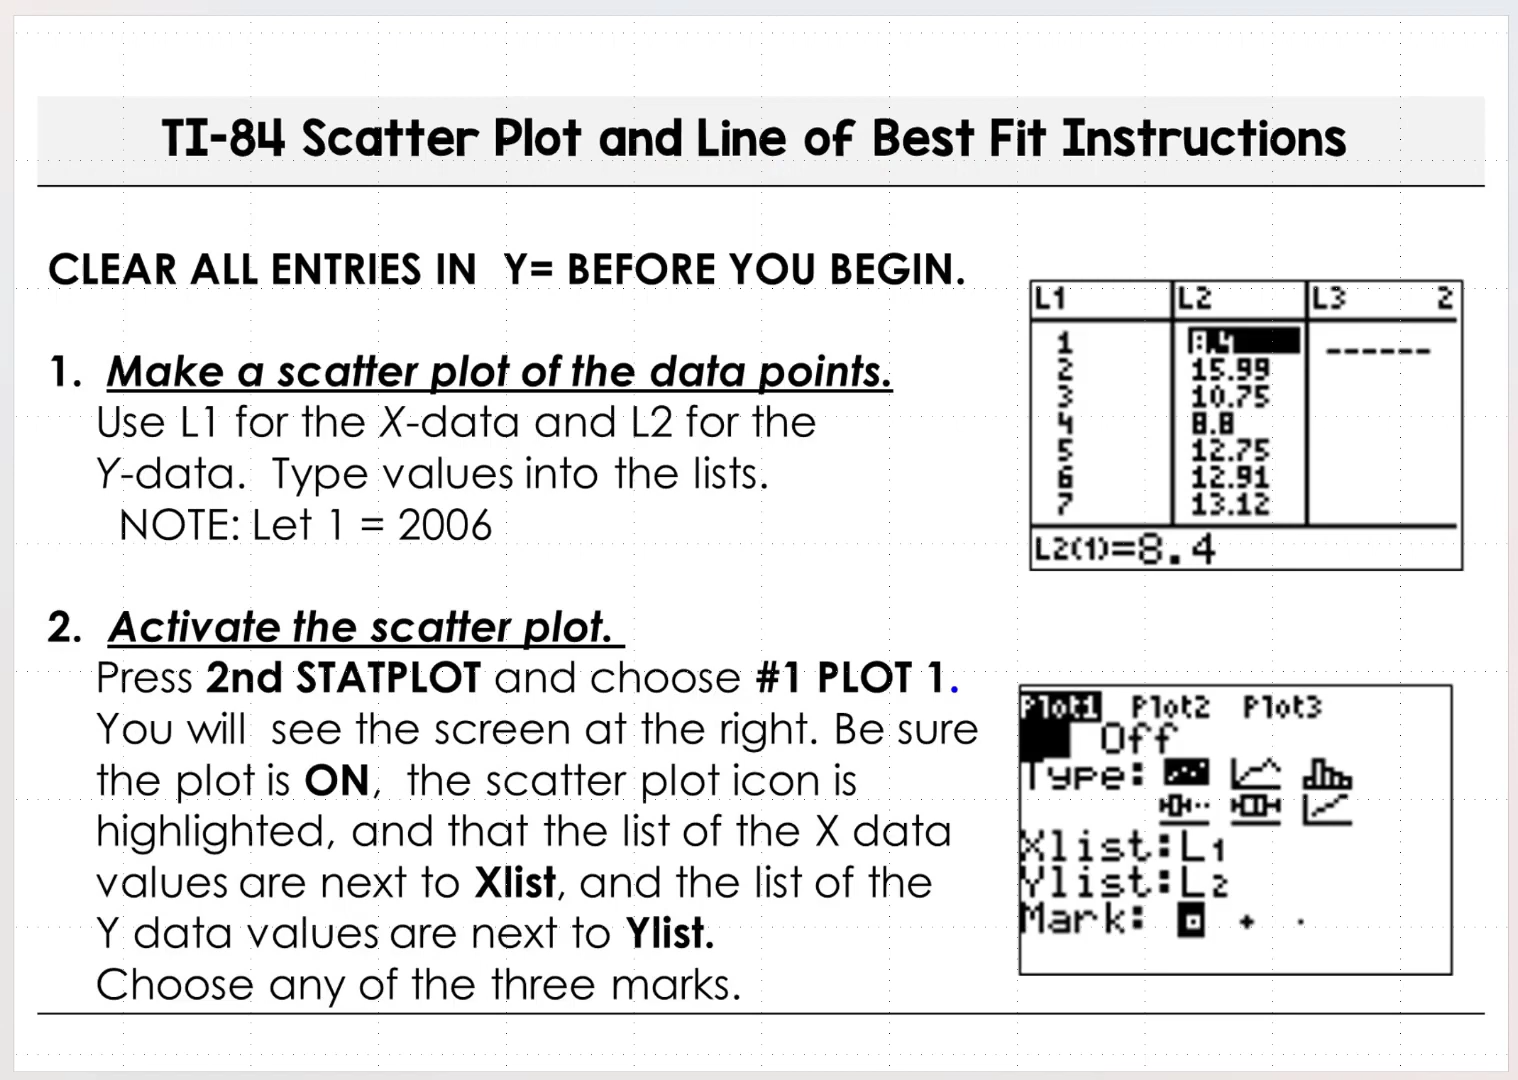 TI-84 Scatter Plot and Line of Best Fit Instructions
CLEAR ALL ENTRIES IN Y= BEFORE YOU BEGIN.
1. Make a scatter plot of the data points.
Use L1 for the X-data and L2 for the
Y-data. Type values into the lists.
NOTE: Let 1 = 2006
L1 L2 L3 2
1 8.4 ------
2 15.99
3 10.75
4 8.8
5 12.75
6 12.91
7 13.12
L2(1)=8.4
2. Activate the scatter plot.
Press 2nd STATPLOT and choose #1 PLOT 1.
You will see the screen at the right. Be sure
the plot is ON, the scatter plot icon is
highlighted, and that the list of the X data
values are next to Xlist, and the list of the
Y data values are next to Ylist.
Choose any of the three marks.
Plot1 Plot2 Plot3
Off
Type:
Xlist:L1
Ylist:L2
Mark: